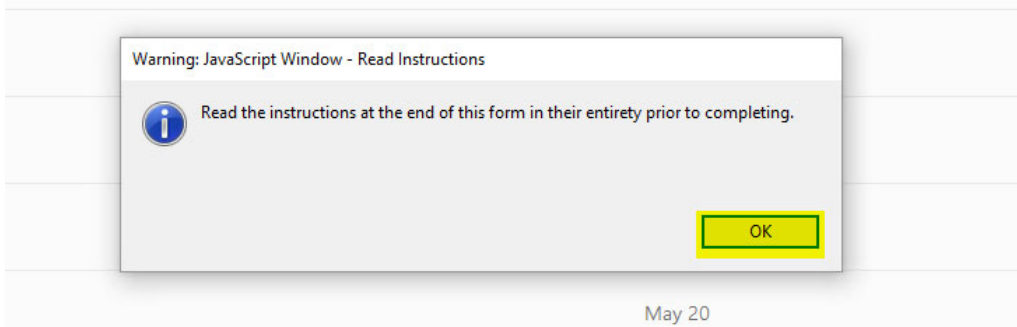 Warning: JavaScript Window - Read Instructions
Read the instructions at the end of this form in their entirety prior to completing.
OK
May 20